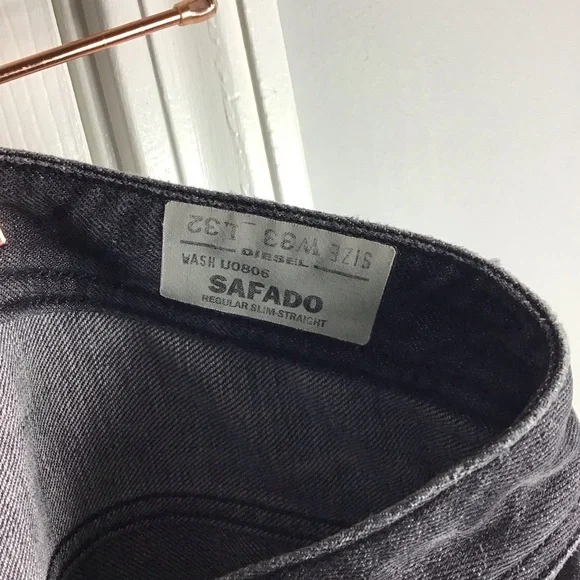 SIZE W33 L32
DIESEL
WASH U0806
SAFADO
REGULAR SLIM-STRAIGHT